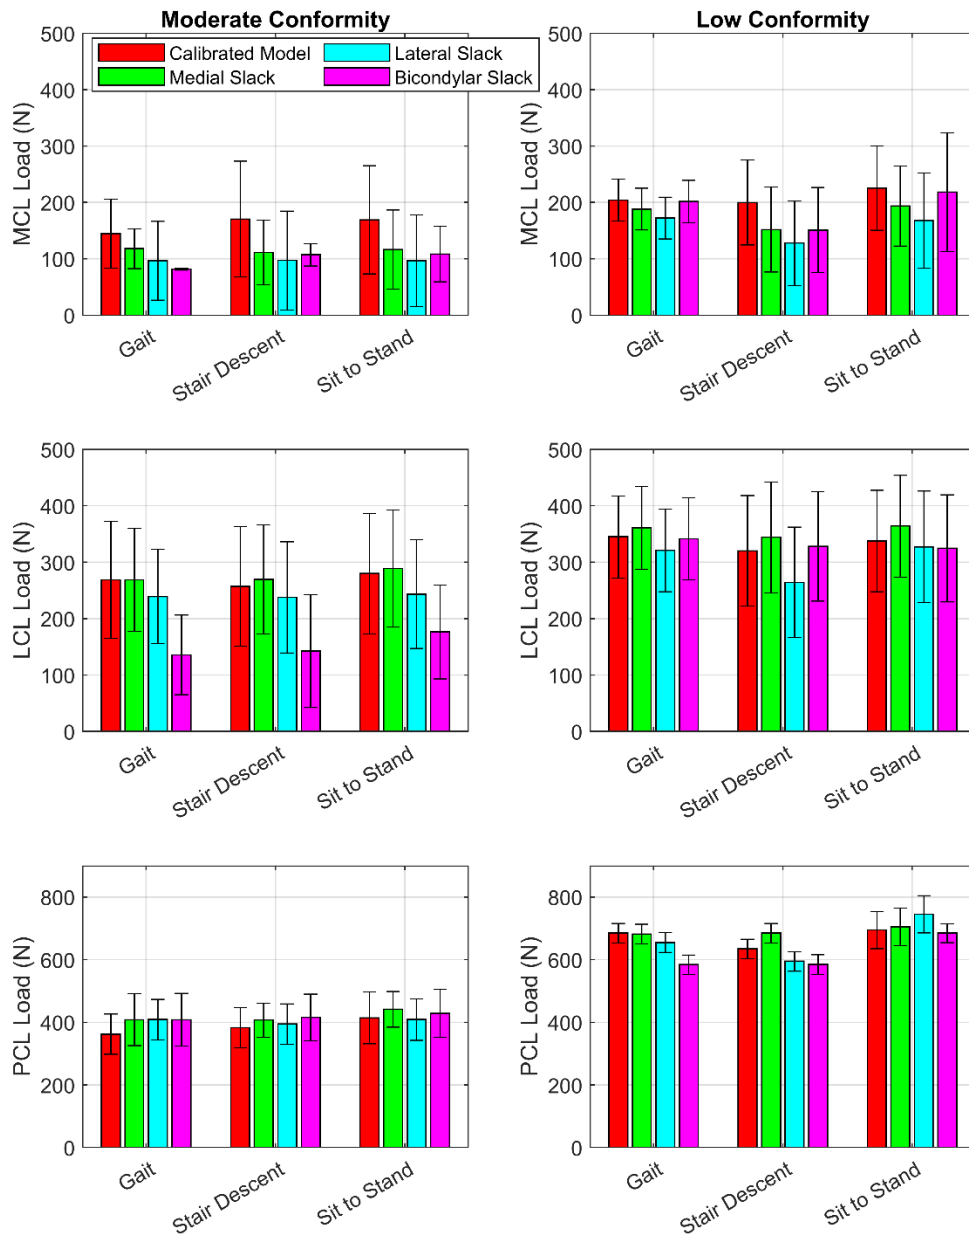 Moderate Conformity
Low Conformity
Calibrated Model
Lateral Slack
Medial Slack
Bicondylar Slack
MCL Load (N)
500
400
300
200
100
0
Gait
Stair Descent
Sit to Stand
MCL Load (N)
500
400
300
200
100
0
Gait
Stair Descent
Sit to Stand
LCL Load (N)
500
400
300
200
100
0
Gait
Stair Descent
Sit to Stand
LCL Load (N)
500
400
300
200
100
0
Gait
Stair Descent
Sit to Stand
PCL Load (N)
800
600
400
200
0
Gait
Stair Descent
Sit to Stand
PCL Load (N)
800
600
400
200
0
Gait
Stair Descent
Sit to Stand